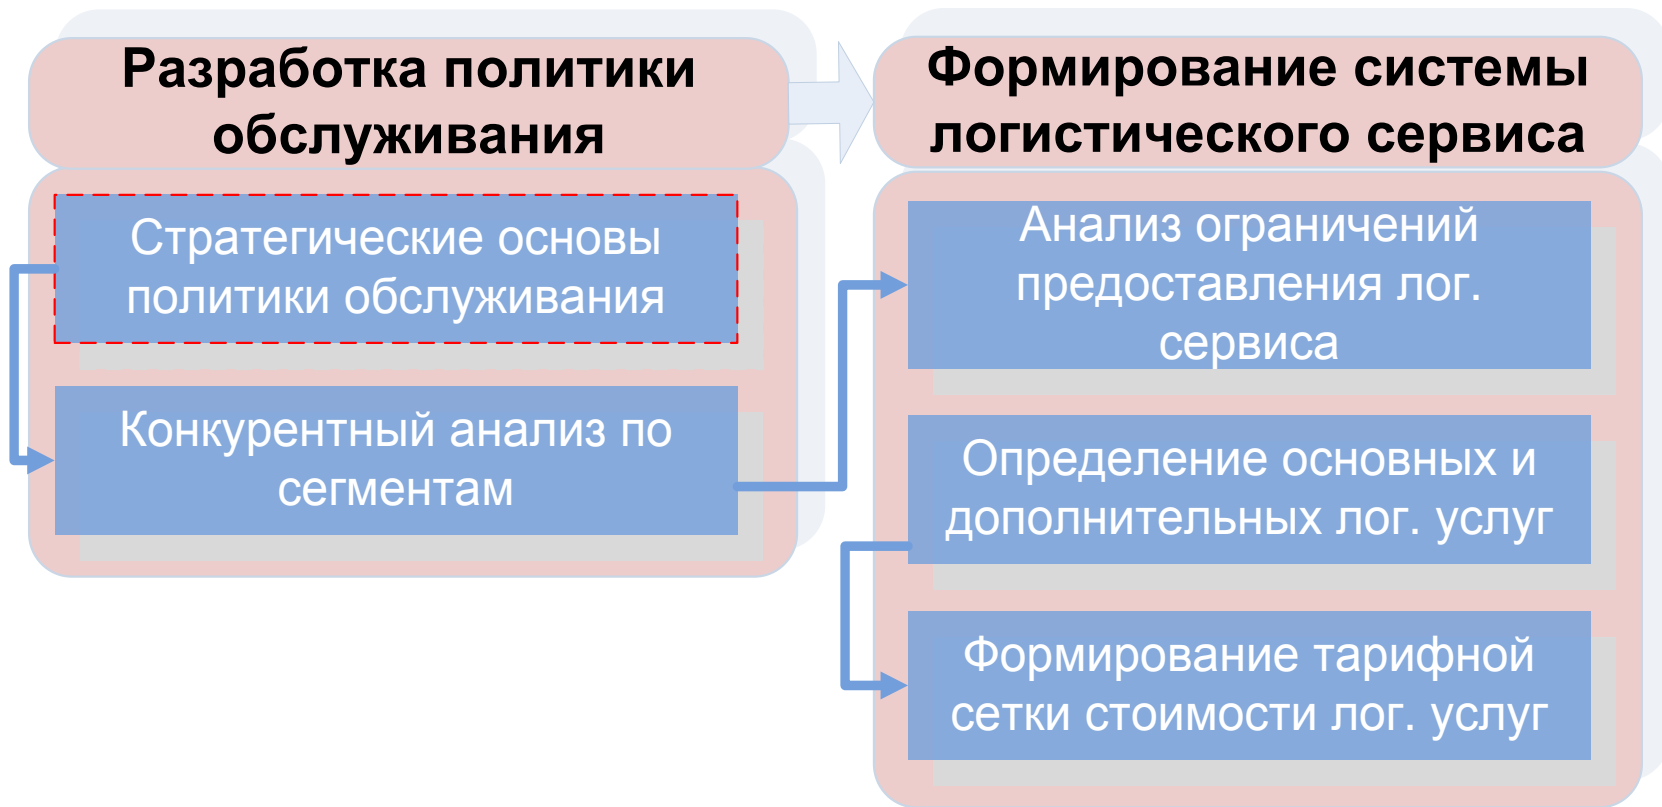 Разработка политики
обслуживания
Стратегические основы
политики обслуживания
Конкурентный анализ по
сегментам
Формирование системы
логистического сервиса
Анализ ограничений
предоставления лог.
сервиса
Определение основных и
дополнительных лог. услуг
Формирование тарифной
сетки стоимости лог. услуг